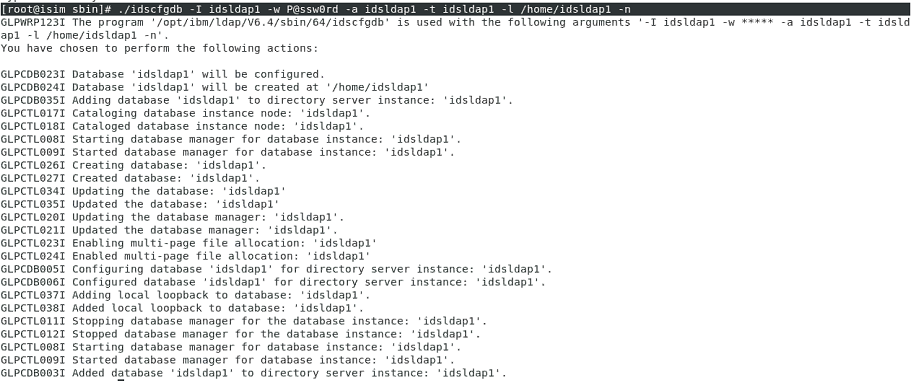 [root@isim sbin]# ./idscfgdb -I idsldap1 -w P@ssw0rd -a idsldap1 -t idsldap1 -l /home/idsldap1 -n
GLPWRP123I The program '/opt/ibm/ldap/V6.4/sbin/64/idscfgdb' is used with the following arguments '-I idsldap1 -w ***** -a idsldap1 -t idsld
ap1 -l /home/idsldap1 -n'.
You have chosen to perform the following actions:
GLPCDB023I Database 'idsldap1' will be configured.
GLPCDB024I Database 'idsldap1' will be created at '/home/idsldap1'
GLPCDB035I Adding database 'idsldap1' to directory server instance: 'idsldap1'.
GLPCTL017I Cataloging database instance node: 'idsldap1'.
GLPCTL018I Cataloged database instance node: 'idsldap1'.
GLPCTL008I Starting database manager for database instance: 'idsldap1'.
GLPCTL009I Started database manager for database instance: 'idsldap1'.
GLPCTL026I Creating database: 'idsldap1'.
GLPCTL027I Created database: 'idsldap1'.
GLPCTL034I Updating the database: 'idsldap1'
GLPCTL035I Updated the database: 'idsldap1'
GLPCTL020I Updating the database manager: 'idsldap1'.
GLPCTL021I Updated the database manager: 'idsldap1'.
GLPCTL023I Enabling multi-page file allocation: 'idsldap1'
GLPCTL024I Enabled multi-page file allocation: 'idsldap1'
GLPCDB005I Configuring database 'idsldap1' for directory server instance: 'idsldap1'.
GLPCDB006I Configured database 'idsldap1' for directory server instance: 'idsldap1'.
GLPCTL037I Adding local loopback to database: 'idsldap1'.
GLPCTL038I Added local loopback to database: 'idsldap1'.
GLPCTL011I Stopping database manager for the database instance: 'idsldap1'.
GLPCTL012I Stopped database manager for the database instance: 'idsldap1'.
GLPCTL008I Starting database manager for database instance: 'idsldap1'.
GLPCTL009I Started database manager for database instance: 'idsldap1'.
GLPCDB003I Added database 'idsldap1' to directory server instance: 'idsldap1'.